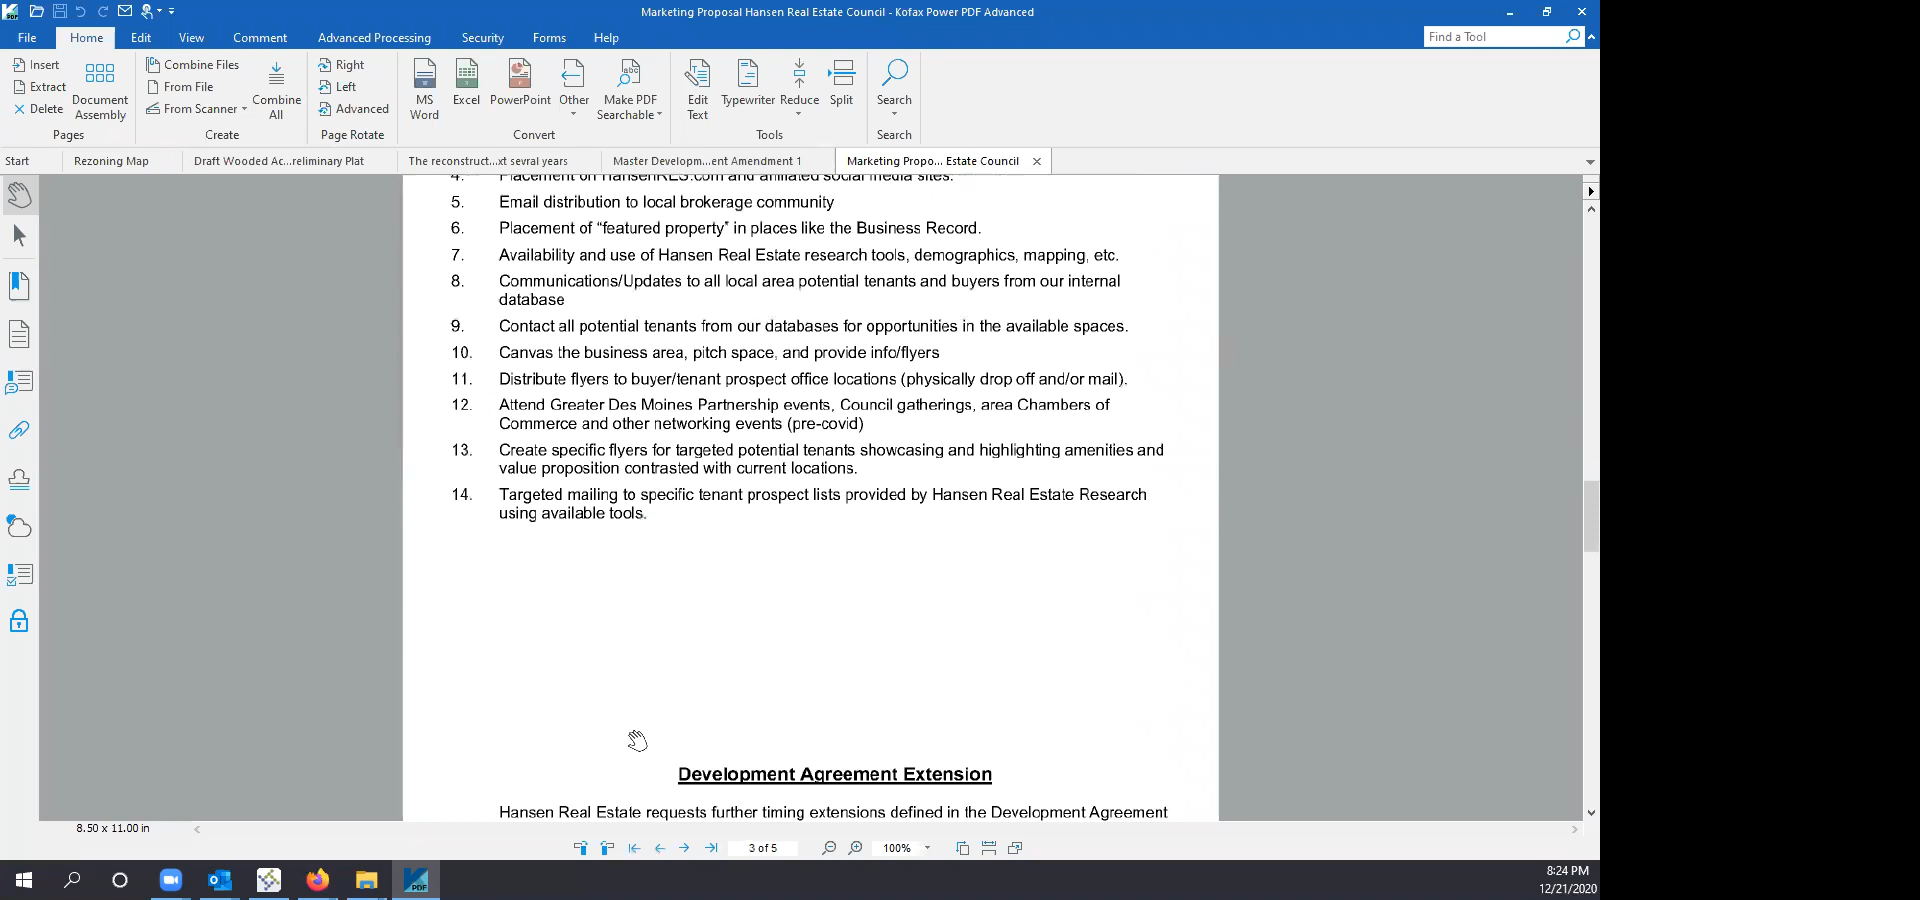 Marketing Proposal Hansen Real Estate Council - Kofax Power PDF Advanced
File Home Edit View Comment Advanced Processing Security Forms Help
Find a Tool
Insert
Extract
Delete
Document
Assembly
Pages
Combine Files
From File
From Scanner
Combine
All
Create
Right
Left
Advanced
Page Rotate
MS
Word
Excel
PowerPoint
Other
Make PDF
Searchable
Convert
Edit
Text
Typewriter
Reduce
Split
Tools
Search
Search
Start
Rezoning Map
Draft Wooded Ac...reliminary Plat
The reconstruct...xt sevral years
Master Developm...ent Amendment 1
Marketing Propo... Estate Council
4. Placement on HansenRES.com and affiliated social media sites.
5. Email distribution to local brokerage community
6. Placement of “featured property” in places like the Business Record.
7. Availability and use of Hansen Real Estate research tools, demographics, mapping, etc.
8. Communications/Updates to all local area potential tenants and buyers from our internal
database
9. Contact all potential tenants from our databases for opportunities in the available spaces.
10. Canvas the business area, pitch space, and provide info/flyers
11. Distribute flyers to buyer/tenant prospect office locations (physically drop off and/or mail).
12. Attend Greater Des Moines Partnership events, Council gatherings, area Chambers of
Commerce and other networking events (pre-covid)
13. Create specific flyers for targeted potential tenants showcasing and highlighting amenities and
value proposition contrasted with current locations.
14. Targeted mailing to specific tenant prospect lists provided by Hansen Real Estate Research
using available tools.
Development Agreement Extension
Hansen Real Estate requests further timing extensions defined in the Development Agreement
8.50 x 11.00 in
3 of 5
100%
8:24 PM
12/21/2020